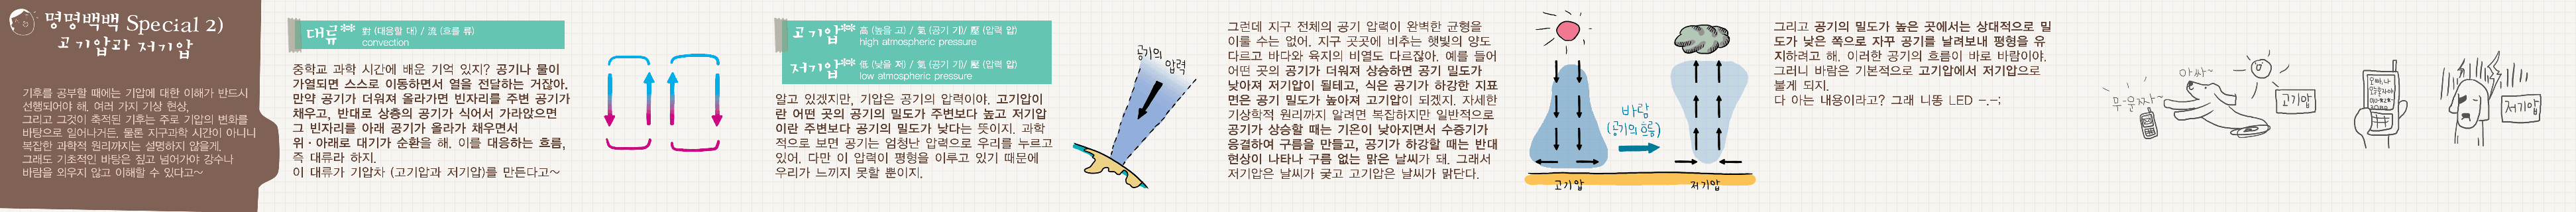 명명백백 Special 2)
고기압과 저기압
기후를 공부할 때에는 기압에 대한 이해가 반드시
선행되어야 해. 여러 가지 기상 현상,
그리고 그것이 축적된 기후는 주로 기압의 변화를
바탕으로 일어나거든. 물론 지구과학 시간이 아니니
복잡한 과학적 원리까지는 설명하지 않을게.
그래도 기초적인 바탕은 짚고 넘어가야 강수나
바람을 외우지 않고 이해할 수 있다고~
대류** 對 (대응할 대) / 流 (흐를 류)
convection
중학교 과학 시간에 배운 기억 있지? 공기나 물이
가열되면 스스로 이동하면서 열을 전달하는 거잖아.
만약 공기가 더워져 올라가면 빈자리를 주변 공기가
채우고, 반대로 상층의 공기가 식어서 가라앉으면
그 빈자리를 아래 공기가 올라가 채우면서
위·아래로 대기가 순환을 해. 이를 대응하는 흐름,
즉 대류라 하지.
이 대류가 기압차 (고기압과 저기압)를 만든다고~
고기압** 高 (높을 고) / 氣 (공기 기)/ 壓 (압력 압)
high atmospheric pressure
저기압** 低 (낮을 저) / 氣 (공기 기)/ 壓 (압력 압)
low atmospheric pressure
알고 있겠지만, 기압은 공기의 압력이야. 고기압이
란 어떤 곳의 공기의 밀도가 주변보다 높고 저기압
이란 주변보다 공기의 밀도가 낮다는 뜻이지. 과학
적으로 보면 공기는 엄청난 압력으로 우리를 누르고
있어. 다만 이 압력이 평형을 이루고 있기 때문에
우리가 느끼지 못할 뿐이지.
공기의
압력
그런데 지구 전체의 공기 압력이 완벽한 균형을
이룰 수는 없어. 지구 곳곳에 비추는 햇빛의 양도
다르고 바다와 육지의 비열도 다르잖아. 예를 들어
어떤 곳의 공기가 더워져 상승하면 공기 밀도가
낮아져 저기압이 될테고, 식은 공기가 하강한 지표
면은 공기 밀도가 높아져 고기압이 되겠지. 자세한
기상학적 원리까지 알려면 복잡하지만 일반적으로
공기가 상승할 때는 기온이 낮아지면서 수증기가
응결하여 구름을 만들고, 공기가 하강할 때는 반대
현상이 나타나 구름 없는 맑은 날씨가 돼. 그래서
저기압은 날씨가 궂고 고기압은 날씨가 맑단다.
바람
(공기의 흐름)
고기압
저기압
그리고 공기의 밀도가 높은 곳에서는 상대적으로 밀
도가 낮은 쪽으로 자꾸 공기를 날려보내 평형을 유
지하려고 해. 이러한 공기의 흐름이 바로 바람이야.
그러니 바람은 기본적으로 고기압에서 저기압으로
불게 되지.
다 아는 내용이라고? 그래 니똥 LED -.-;
무·운짜~
아싸~
고기압
오빠,나
저기압